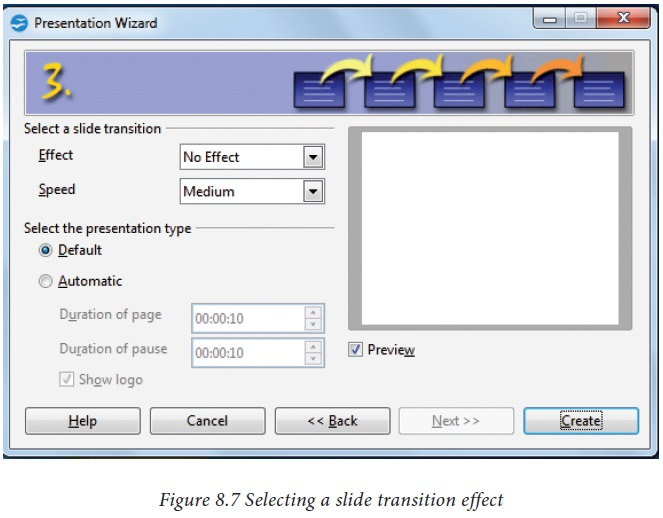 Presentation Wizard
3.
Select a slide transition
Effect No Effect
Speed Medium
Select the presentation type
Default
Automatic
Duration of page 00:00:10
Duration of pause 00:00:10
Show logo
Preview
Help Cancel << Back Next >> Create
Figure 8.7 Selecting a slide transition effect